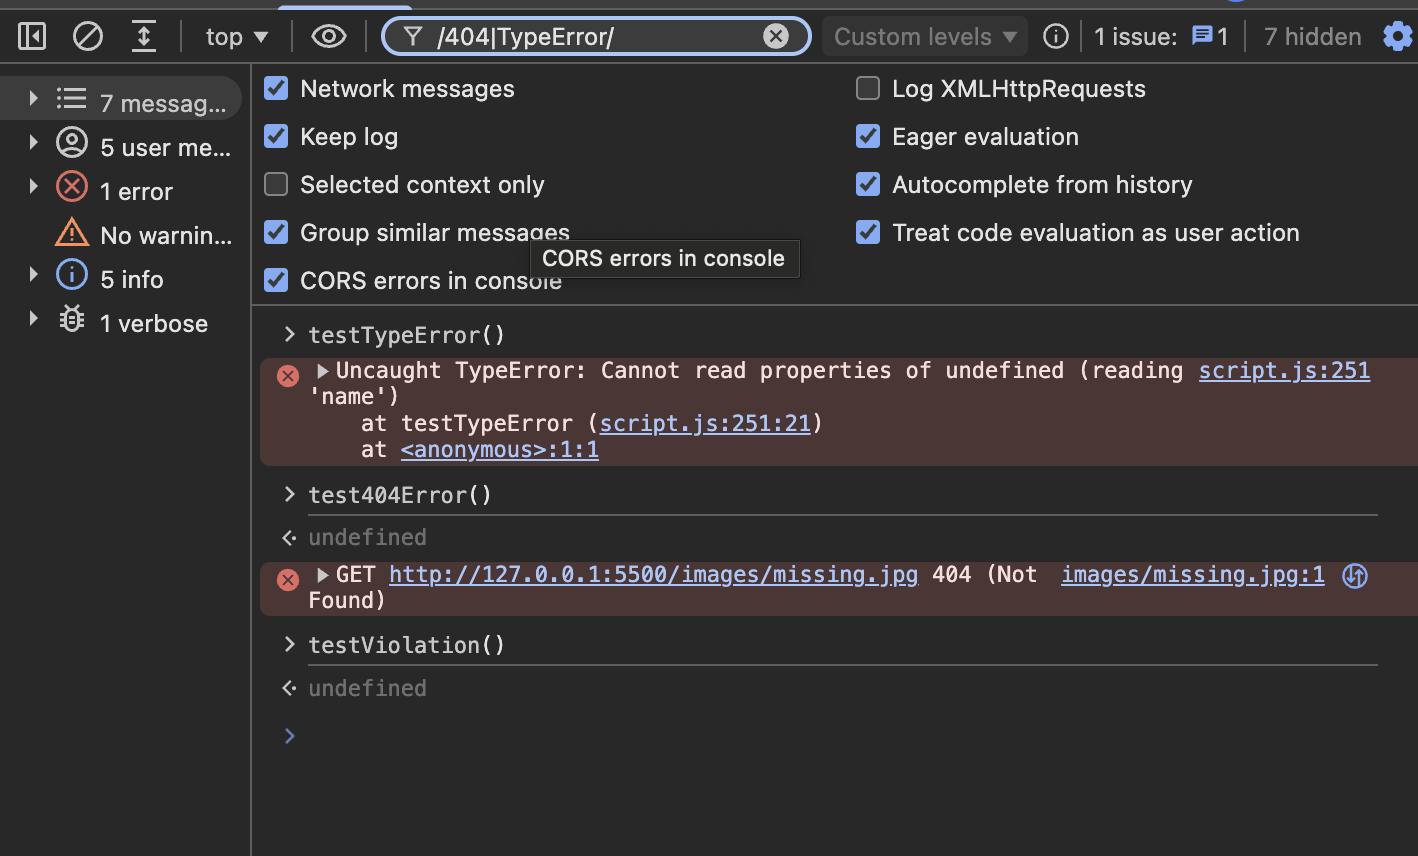 top
/404|TypeError/
Custom levels
1 issue: 1
7 hidden
7 messag...
5 user me...
1 error
No warnin...
5 info
1 verbose
Network messages
Log XMLHttpRequests
Keep log
Eager evaluation
Selected context only
Autocomplete from history
Group similar messages
Treat code evaluation as user action
CORS errors in console
CORS errors in console
> testTypeError()
Uncaught TypeError: Cannot read properties of undefined (reading script.js:251
'name')
at testTypeError (script.js:251:21)
at <anonymous>:1:1
> test404Error()
undefined
GET http://127.0.0.1:5500/images/missing.jpg 404 (Not images/missing.jpg:1
Found)
> testViolation()
undefined
>